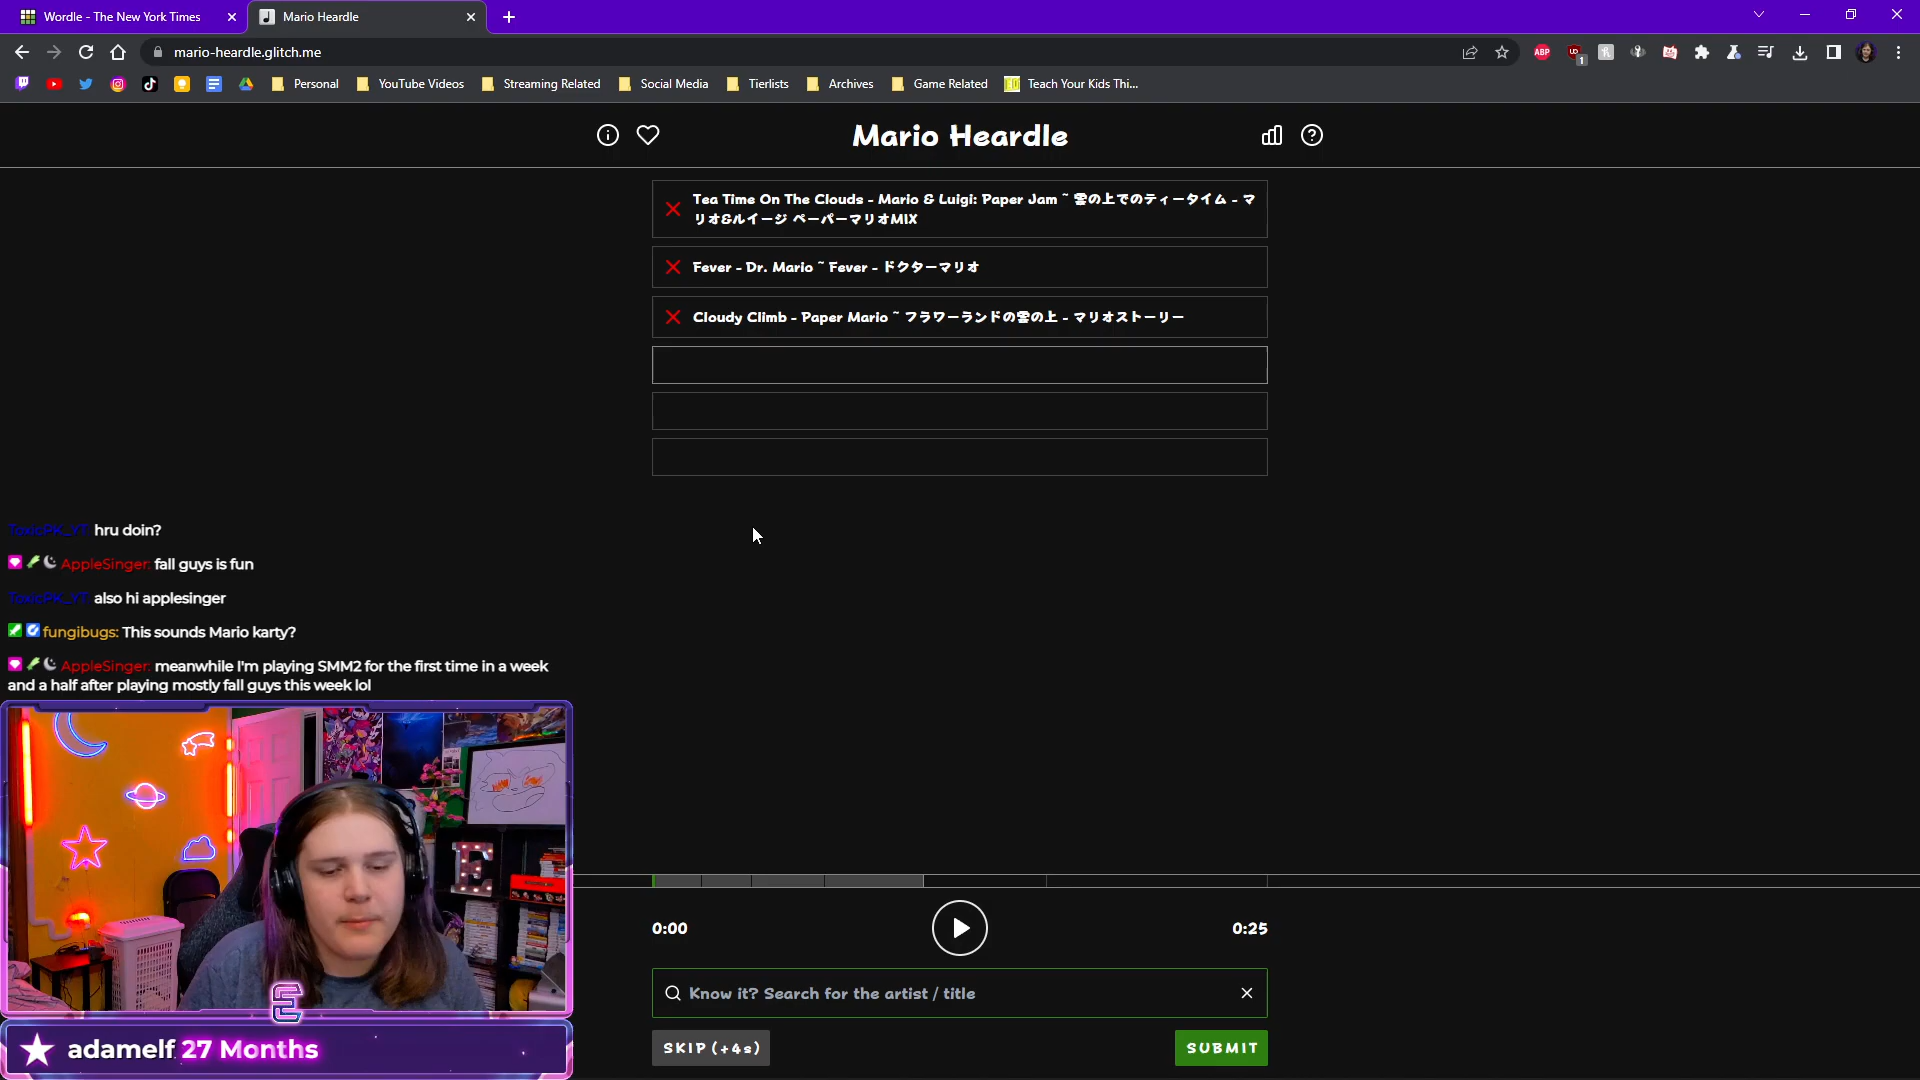 Wordle - The New York Times
Mario Heardle
mario-heardle.glitch.me
Personal
YouTube Videos
Streaming Related
Social Media
Tierlists
Archives
Game Related
Teach Your Kids Thi...
Mario Heardle
Tea Time On The Clouds - Mario & Luigi: Paper Jam ~ 雲の上でのティータイム - マ
リオ&ルイージ ペーパーマリオMIX
Fever - Dr. Mario ~ Fever - ドクターマリオ
Cloudy Climb - Paper Mario ~ フラワーランドの雲の上 - マリオストーリー
ToxicPK_YT hru doin?
AppleSinger: fall guys is fun
ToxicPK_YT also hi applesinger
fungibugs: This sounds Mario karty?
AppleSinger: meanwhile I'm playing SMM2 for the first time in a week
and a half after playing mostly fall guys this week lol
E
adamelf 27 Months
0:00
0:25
Know it? Search for the artist / title
SKIP (+4s)
SUBMIT